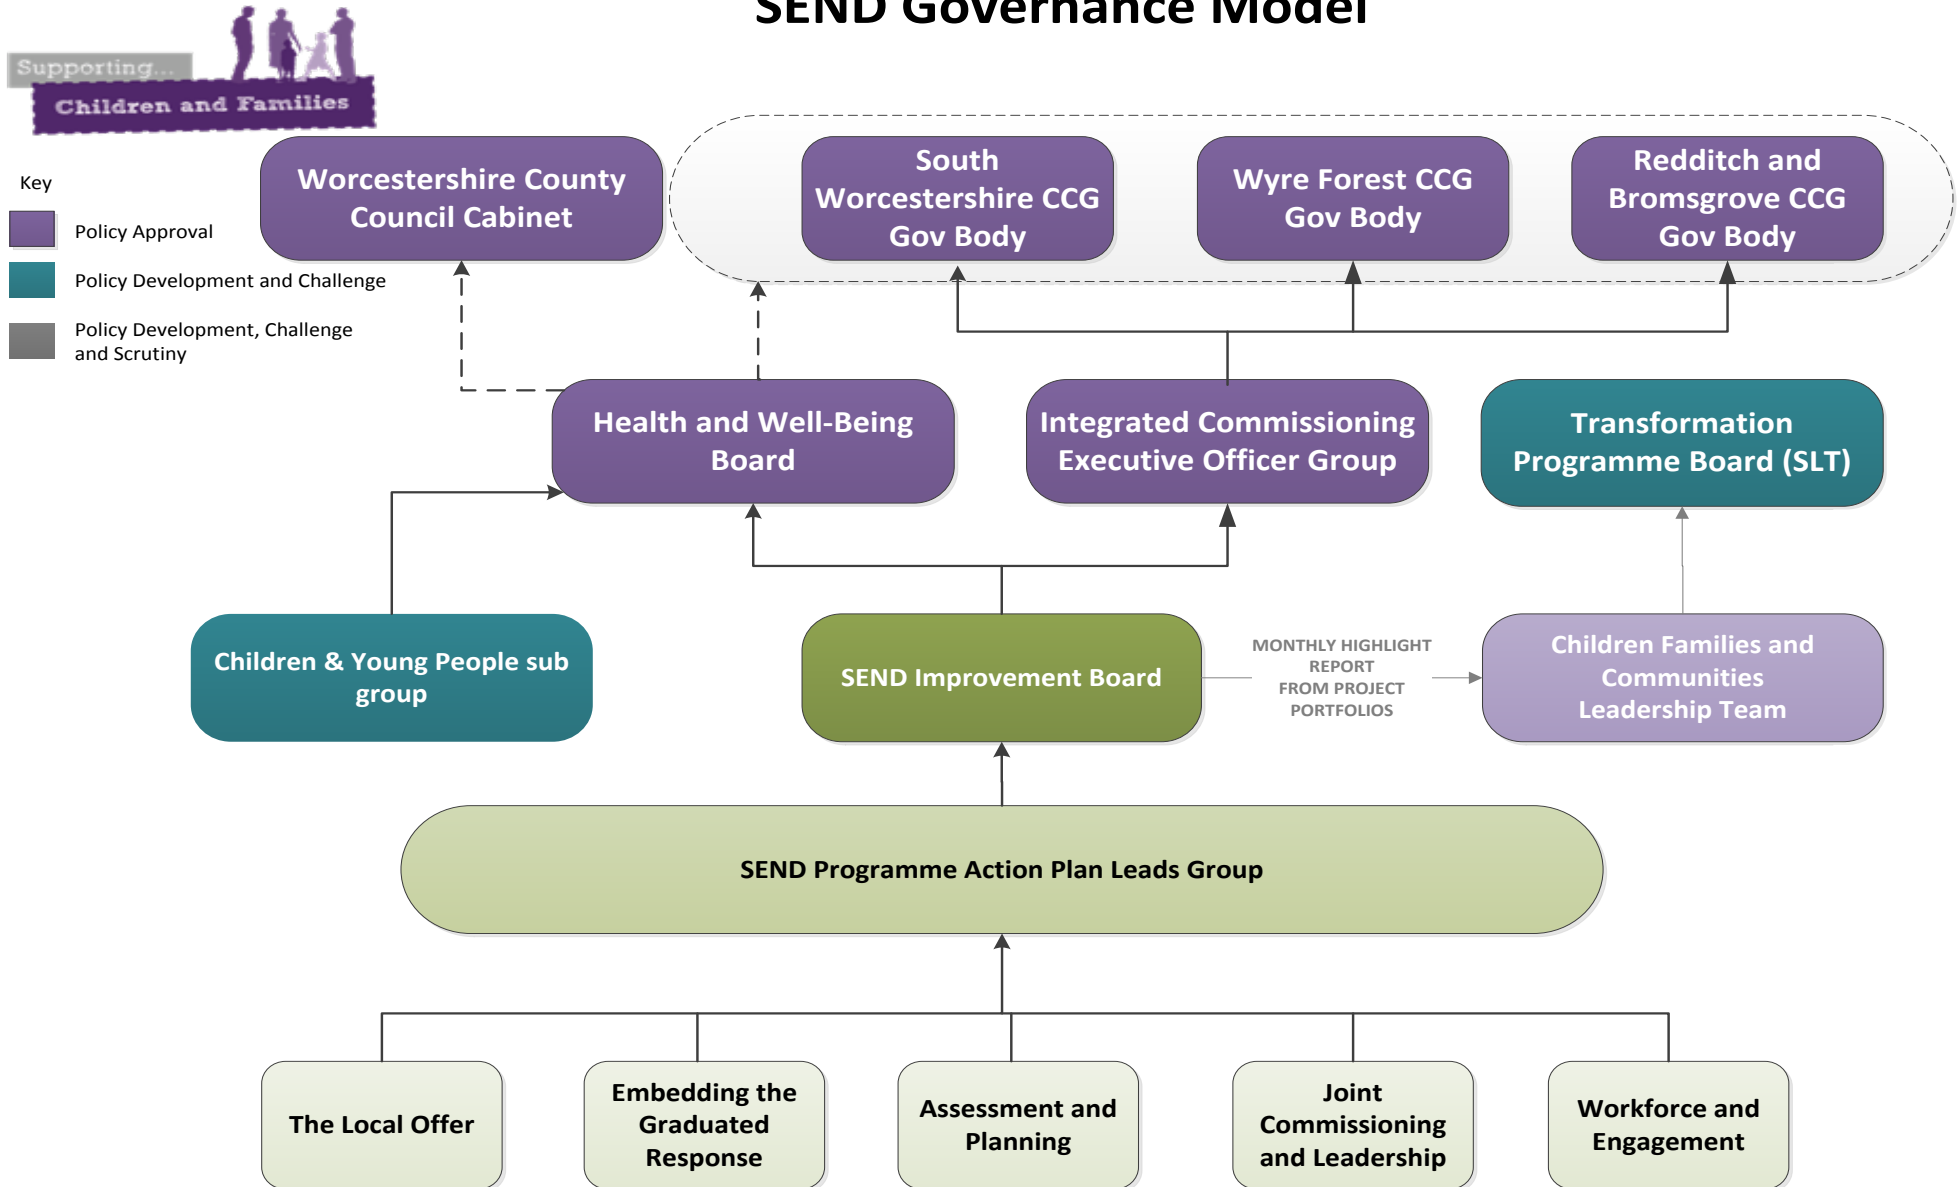 SEND Governance Model
Supporting...
Children and Families
Key
Policy Approval
Policy Development and Challenge
Policy Development, Challenge
and Scrutiny
Worcestershire County
Council Cabinet
South
Worcestershire CCG
Gov Body
Wyre Forest CCG
Gov Body
Redditch and
Bromsgrove CCG
Gov Body
Health and Well-Being
Board
Integrated Commissioning
Executive Officer Group
Transformation
Programme Board (SLT)
Children & Young People sub
group
SEND Improvement Board
MONTHLY HIGHLIGHT
REPORT
FROM PROJECT
PORTFOLIOS
Children Families and
Communities
Leadership Team
SEND Programme Action Plan Leads Group
The Local Offer
Embedding the
Graduated
Response
Assessment and
Planning
Joint
Commissioning
and Leadership
Workforce and
Engagement